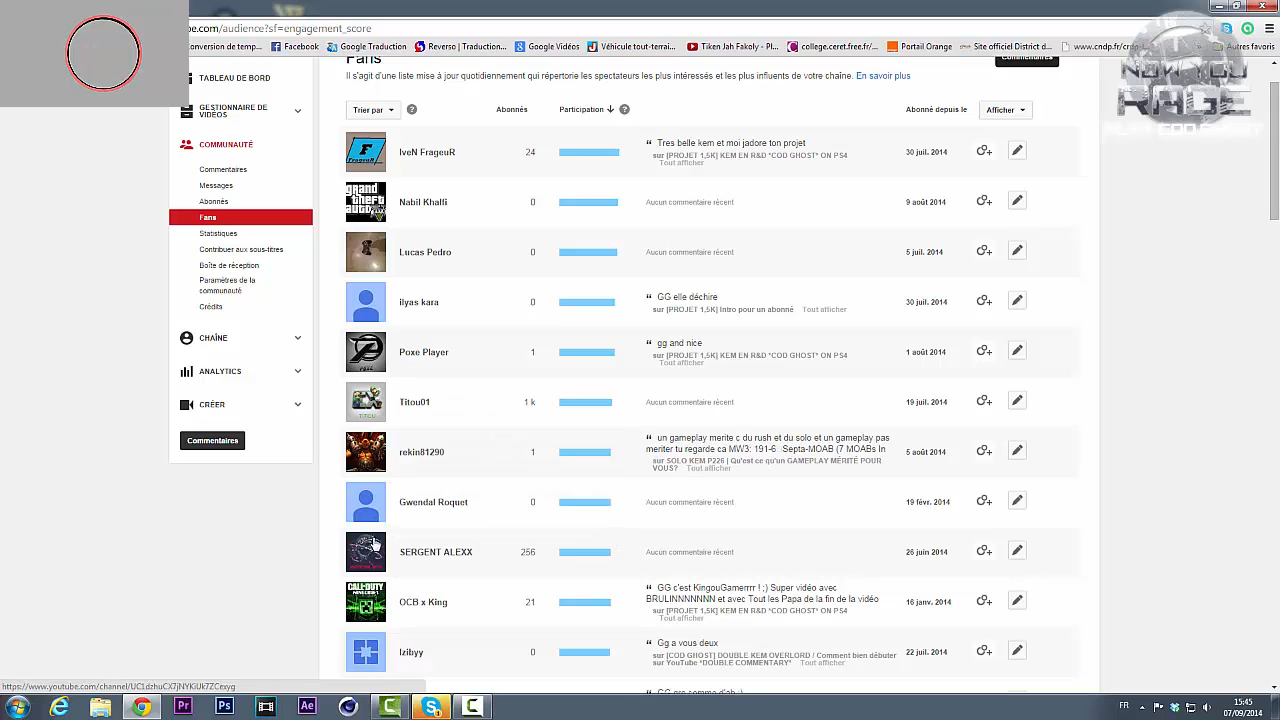 be.com/audience?sf=engagement_score
onversion de temp...
Facebook
Google Traduction
Reverso | Traduction...
Google Vidéos
Véhicule tout-terrai...
Tiken Jah Fakoly - Pl...
college.ceret.free.fr/...
Portail Orange
Site officiel District d...
www.cndp.fr/
Autres favoris
NOW YOU
RAGE
Fans
Commentaires
Il s'agit d'une liste mise à jour quotidiennement qui répertorie les spectateurs les plus intéressés et les plus influents de votre chaîne. En savoir plus
TABLEAU DE BORD
GESTIONNAIRE DE
VIDÉOS
COMMUNAUTÉ
Commentaires
Messages
Abonnés
Fans
Statistiques
Contribuer aux sous-titres
Boîte de réception
Paramètres de la
communauté
Crédits
CHAÎNE
ANALYTICS
CRÉER
Commentaires
Trier par
Abonnés
Participation
Abonné depuis le
Afficher
IveN FrageuR
24
Tres belle kem et moi jadore ton projet
sur [PROJET 1,5K] KEM EN R&D *COD GHOST* ON PS4
Tout afficher
30 juil. 2014
Nabil Khalfi
0
Aucun commentaire récent
9 août 2014
Lucas Pedro
0
Aucun commentaire récent
5 juil. 2014
ilyas kara
0
GG elle déchire
sur [PROJET 1,5K] Intro pour un abonné Tout afficher
30 juil. 2014
Poxe Player
1
gg and nice
sur [PROJET 1,5K] KEM EN R&D *COD GHOST* ON PS4
Tout afficher
1 août 2014
Titou01
1 k
Aucun commentaire récent
19 juil. 2014
rekin81290
1
un gameplay merite c du rush et du solo et un gameplay pas
meriter tu regarde ca MW3: 191-6 Septa-MOAB (7 MOABs In
sur SOLO KEM P226 | Qu'est ce qu'un GAMEPLAY MÉRITÉ POUR
VOUS? Tout afficher
5 août 2014
Gwendal Roquet
0
Aucun commentaire récent
19 févr. 2014
SERGENT ALEXX
256
Aucun commentaire récent
26 juin 2014
CALL·DUTY
MINECRAFT
OCB x King
21
GG c'est KingouGamerrrr ! ;) Super vidéo avec
BRULINNNNNN et avec Tout les Papa de la fin de la vidéo
sur [PROJET 1,5K] KEM EN R&D *COD GHOST* ON PS4
Tout afficher
16 janv. 2014
Izibyy
0
Gg a vous deux
sur [COD GHOST] DOUBLE KEM OVERLORD / Comment bien débuter
sur YouTube *DOUBLE COMMENTARY* Tout afficher
22 juil. 2014
https://www.youtube.com/channel/UC1dzhuCX7jNYKiUk7ZCexyg
FR
15:45
07/09/2014